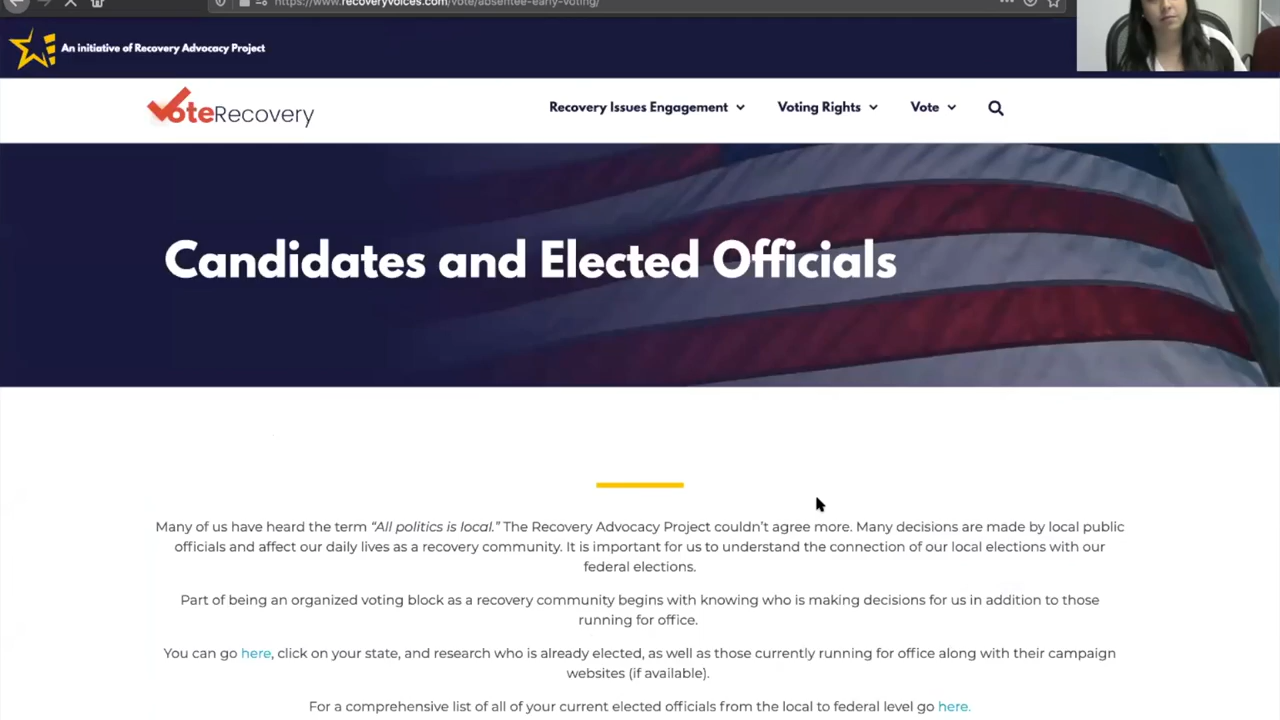 https://www.recoveryvoices.com/vote/absentee-early-voting/
An initiative of Recovery Advocacy Project
VoteRecovery
Recovery Issues Engagement
Voting Rights
Vote
Candidates and Elected Officials
Many of us have heard the term “All politics is local.” The Recovery Advocacy Project couldn’t agree more. Many decisions are made by local public
officials and affect our daily lives as a recovery community. It is important for us to understand the connection of our local elections with our
federal elections.
Part of being an organized voting block as a recovery community begins with knowing who is making decisions for us in addition to those
running for office.
You can go here, click on your state, and research who is already elected, as well as those currently running for office along with their campaign
websites (if available).
For a comprehensive list of all of your current elected officials from the local to federal level go here.